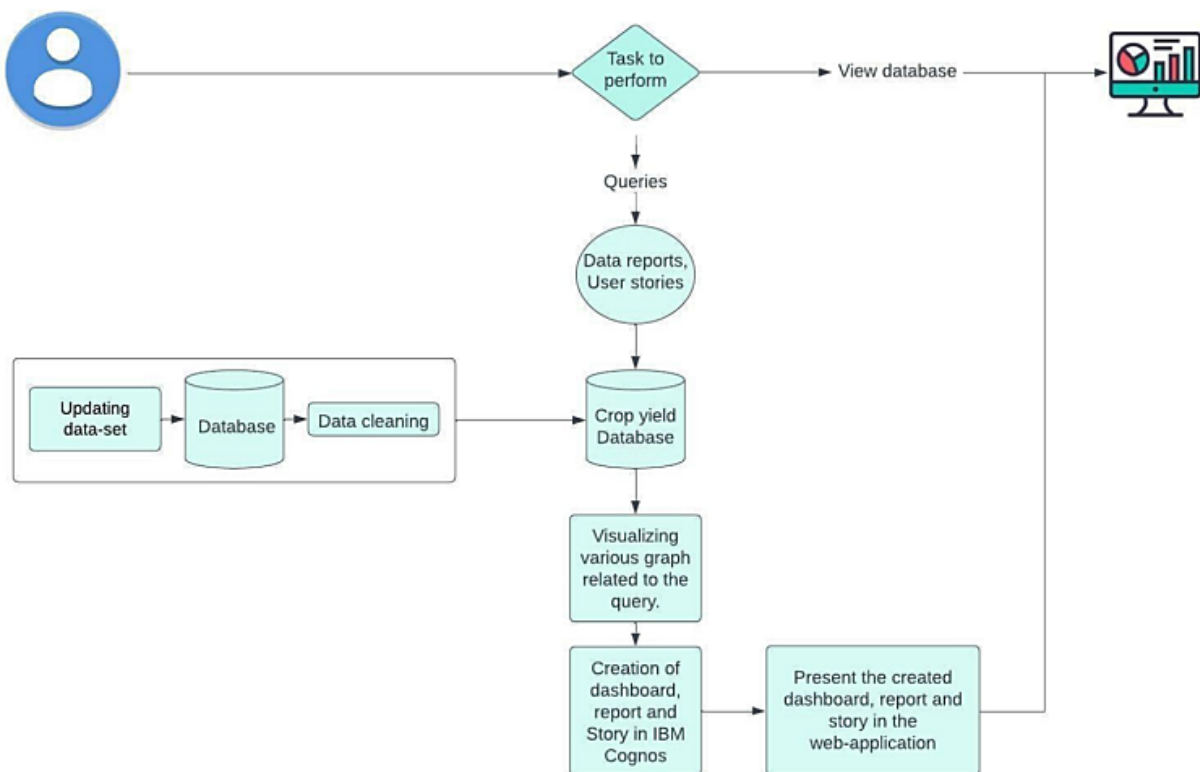 Task to
perform
View database
Queries
Data reports,
User stories
Updating
data-set
Database
Data cleaning
Crop yield
Database
Visualizing
various graph
related to the
query.
Creation of
dashboard,
report and
Story in IBM
Cognos
Present the created
dashboard, report and
story in the
web-application